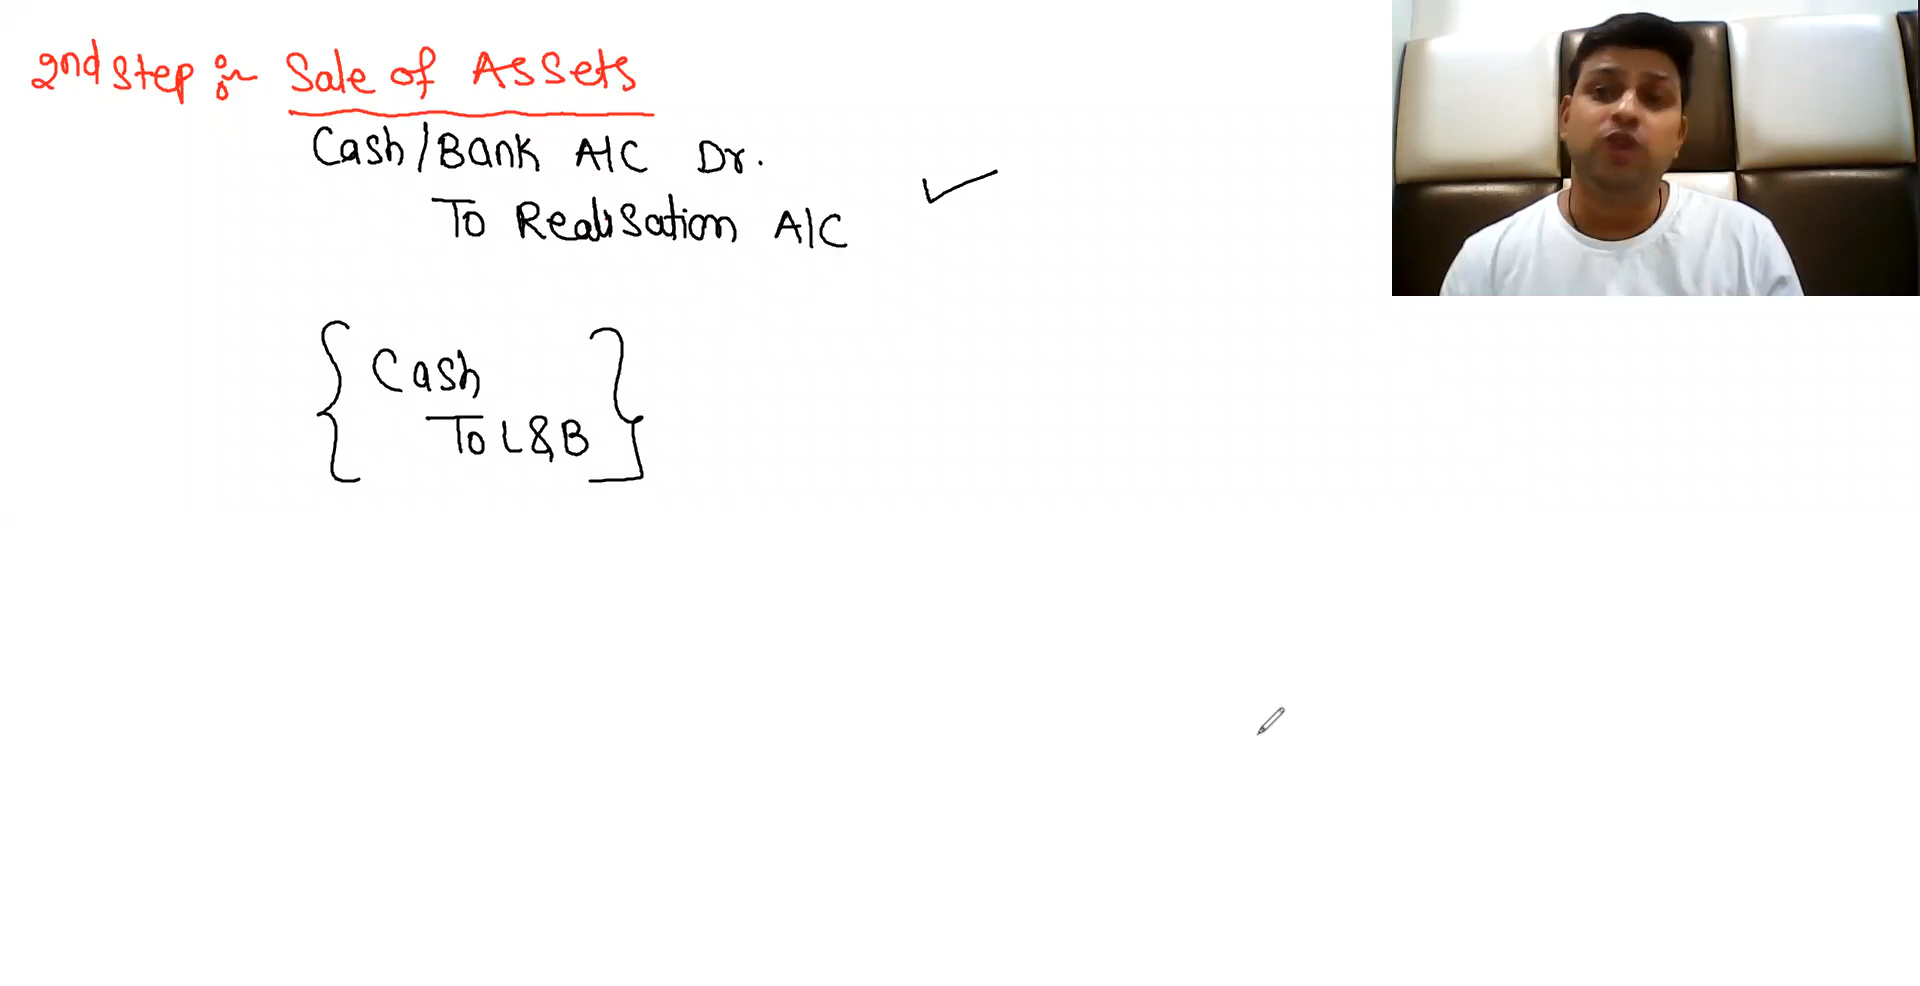 2nd Step :- Sale of Assets
Cash/Bank A/C Dr.
To Realisation A/C
Cash
To L&B